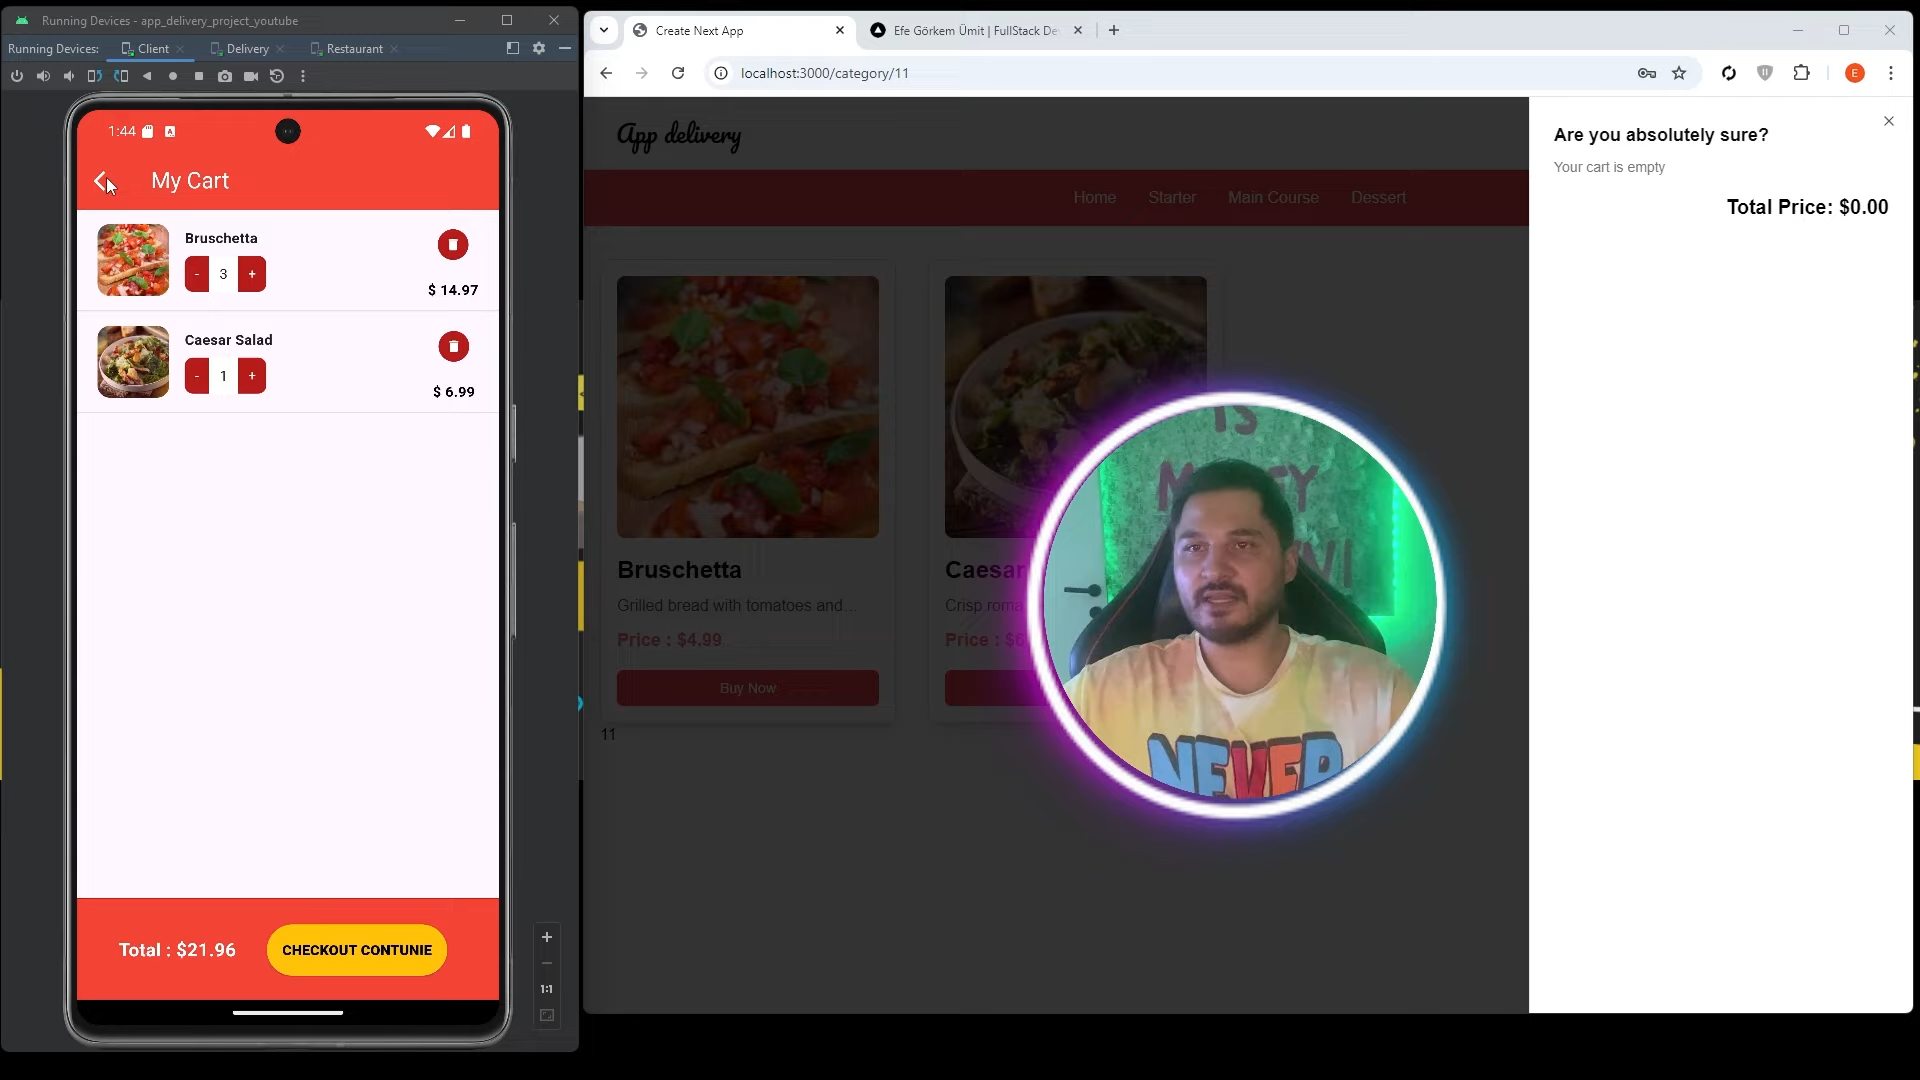 Running Devices - app_delivery_project_youtube
Running Devices:
Client
Delivery
Restaurant
1:44
My Cart
Bruschetta
- 3 +
$ 14.97
Caesar Salad
- 1 +
$ 6.99
Total : $21.96
CHECKOUT CONTUNIE
1:1
Create Next App
Efe Görkem Ümit | FullStack De
localhost:3000/category/11
E
App delivery
Home
Starter
Main Course
Dessert
Bruschetta
Grilled bread with tomatoes and...
Price : $4.99
Buy Now
Caesar
Crisp roma
Price : $6
11
IS
NEVER
Are you absolutely sure?
Your cart is empty
Total Price: $0.00